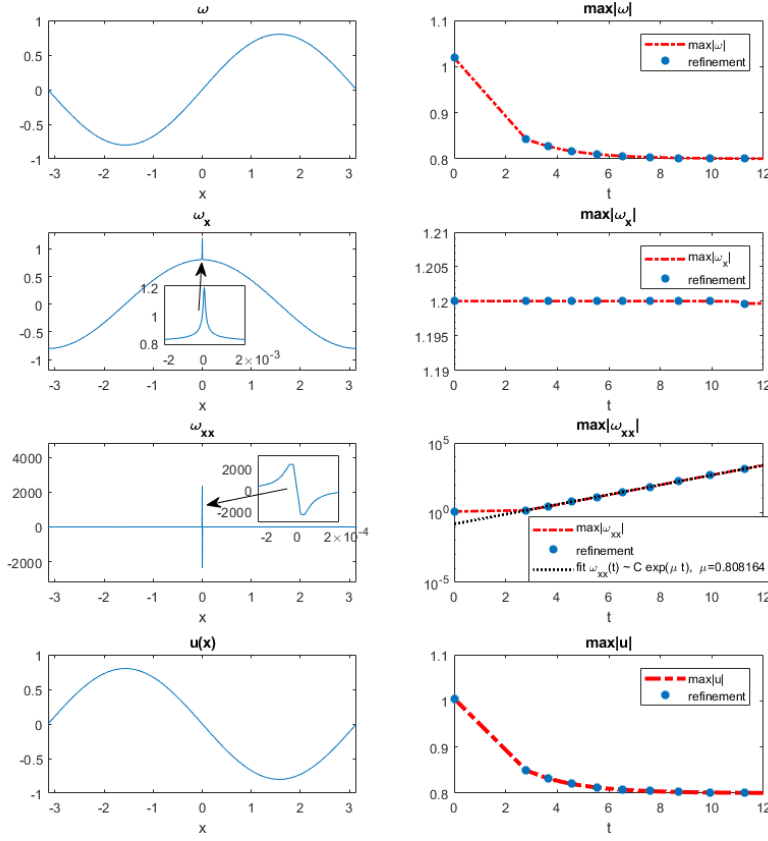 ω
1
0.5
0
-0.5
-1
-3 -2 -1 0 1 2 3
x
max|ω|
1.1
1
0.9
0.8
0 2 4 6 8 10 12
t
max|ω|
refinement
ω_x
1
0.5
0
-0.5
-1
1.2
1
0.8
-2 0 2×10^-3
-3 -2 -1 0 1 2 3
x
max|ω_x|
1.21
1.205
1.2
1.195
1.19
0 2 4 6 8 10 12
t
max|ω_x|
refinement
ω_xx
4000
2000
0
-2000
2000
0
-2000
-2 0 2×10^-4
-3 -2 -1 0 1 2 3
x
max|ω_xx|
10^5
10^0
10^-5
0 2 4 6 8 10 12
t
max|ω_xx|
refinement
fit ω_xx(t) ~ C exp(μ t), μ=0.808164
u(x)
1
0.5
0
-0.5
-1
-3 -2 -1 0 1 2 3
x
max|u|
1.1
1
0.9
0.8
0 2 4 6 8 10 12
t
max|u|
refinement